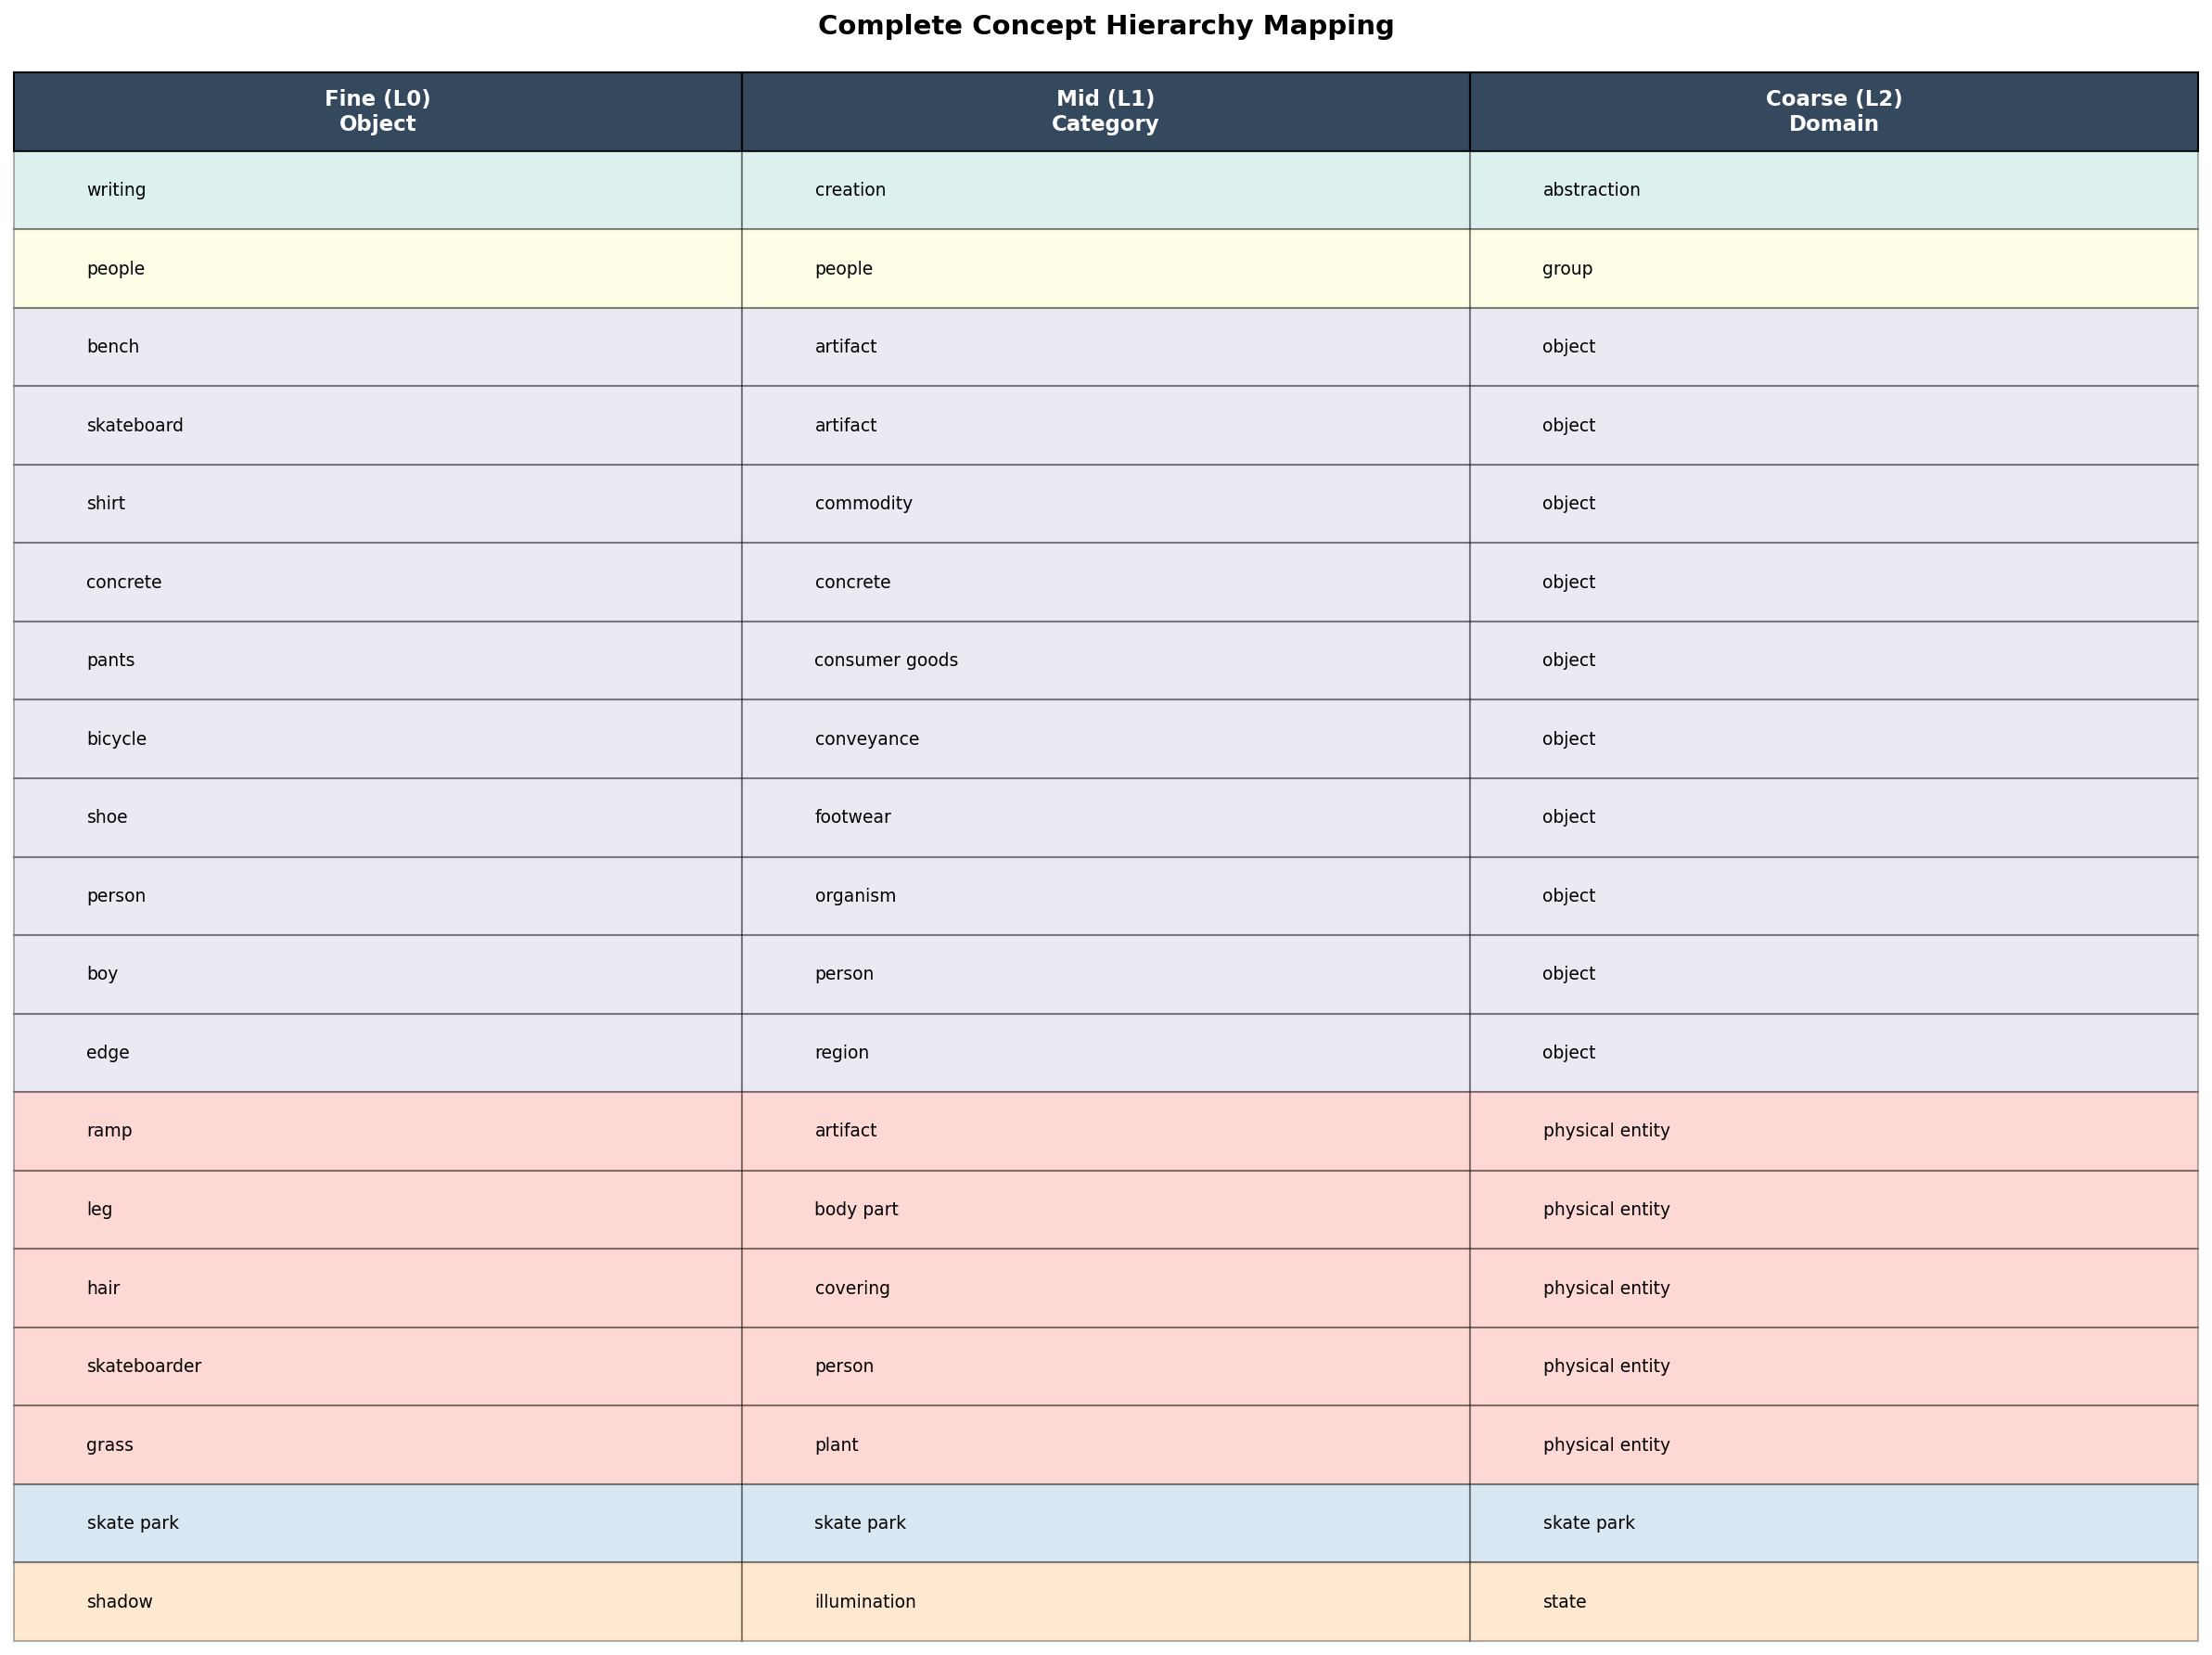 Complete Concept Hierarchy Mapping
Fine (L0) Mid (L1) Coarse (L2)
Object Category Domain
writing creation abstraction
people people group
bench artifact object
skateboard artifact object
shirt commodity object
concrete concrete object
pants consumer goods object
bicycle conveyance object
shoe footwear object
person organism object
boy person object
edge region object
ramp artifact physical entity
leg body part physical entity
hair covering physical entity
skateboarder person physical entity
grass plant physical entity
skate park skate park skate park
shadow illumination state